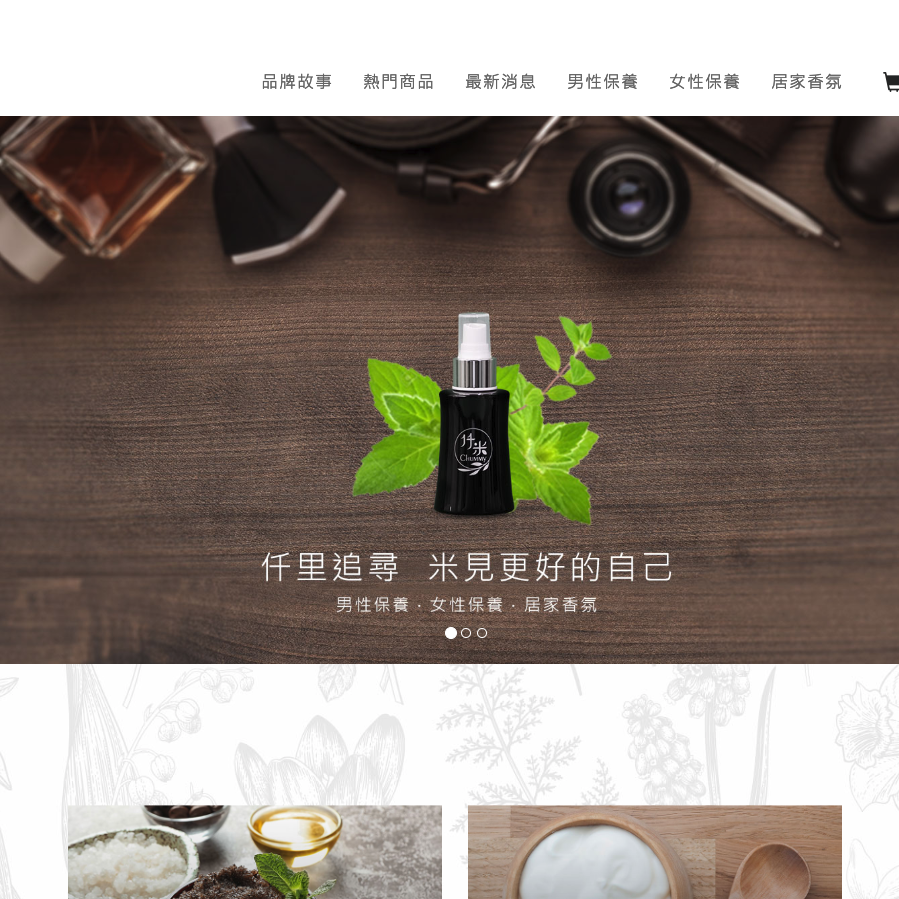 品牌故事 熱門商品 最新消息 男性保養 女性保養 居家香氛
仟米
CHUMMY
仟里追尋 米見更好的自己
男性保養．女性保養．居家香氛